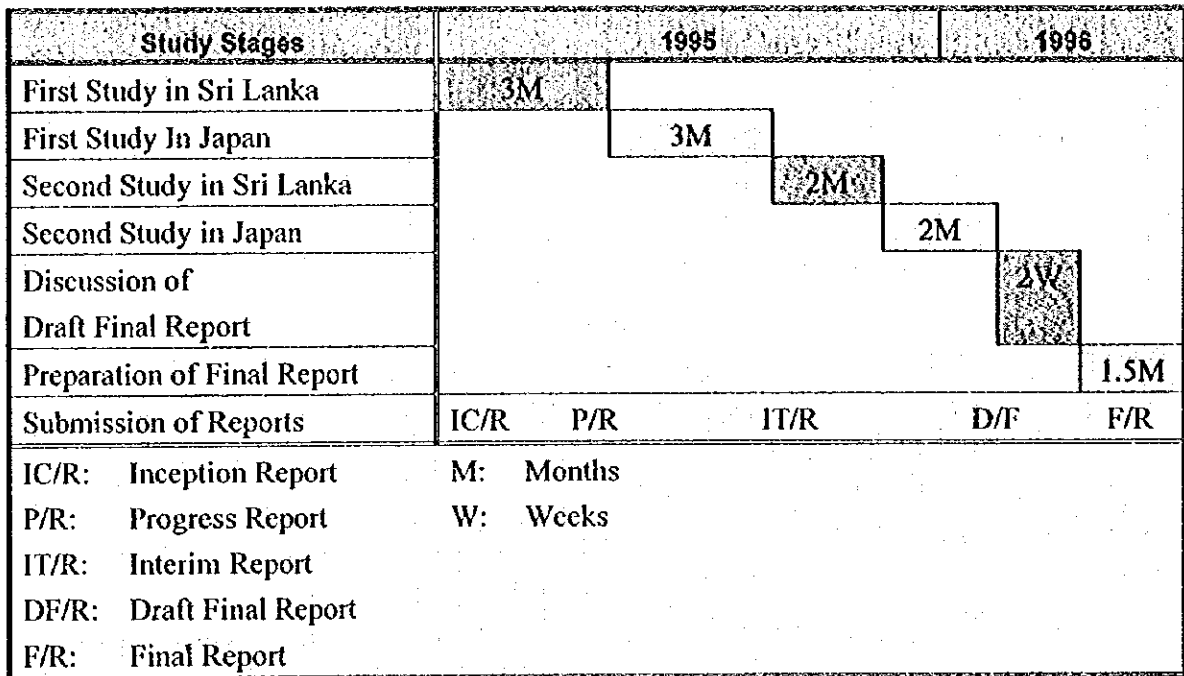 Study Stages 1995 1996
First Study in Sri Lanka 3M
First Study In Japan 3M
Second Study in Sri Lanka 2M
Second Study in Japan 2M
Discussion of 2W
Draft Final Report
Preparation of Final Report 1.5M
Submission of Reports IC/R P/R IT/R D/F F/R
IC/R: Inception Report M: Months
P/R: Progress Report W: Weeks
IT/R: Interim Report
DF/R: Draft Final Report
F/R: Final Report